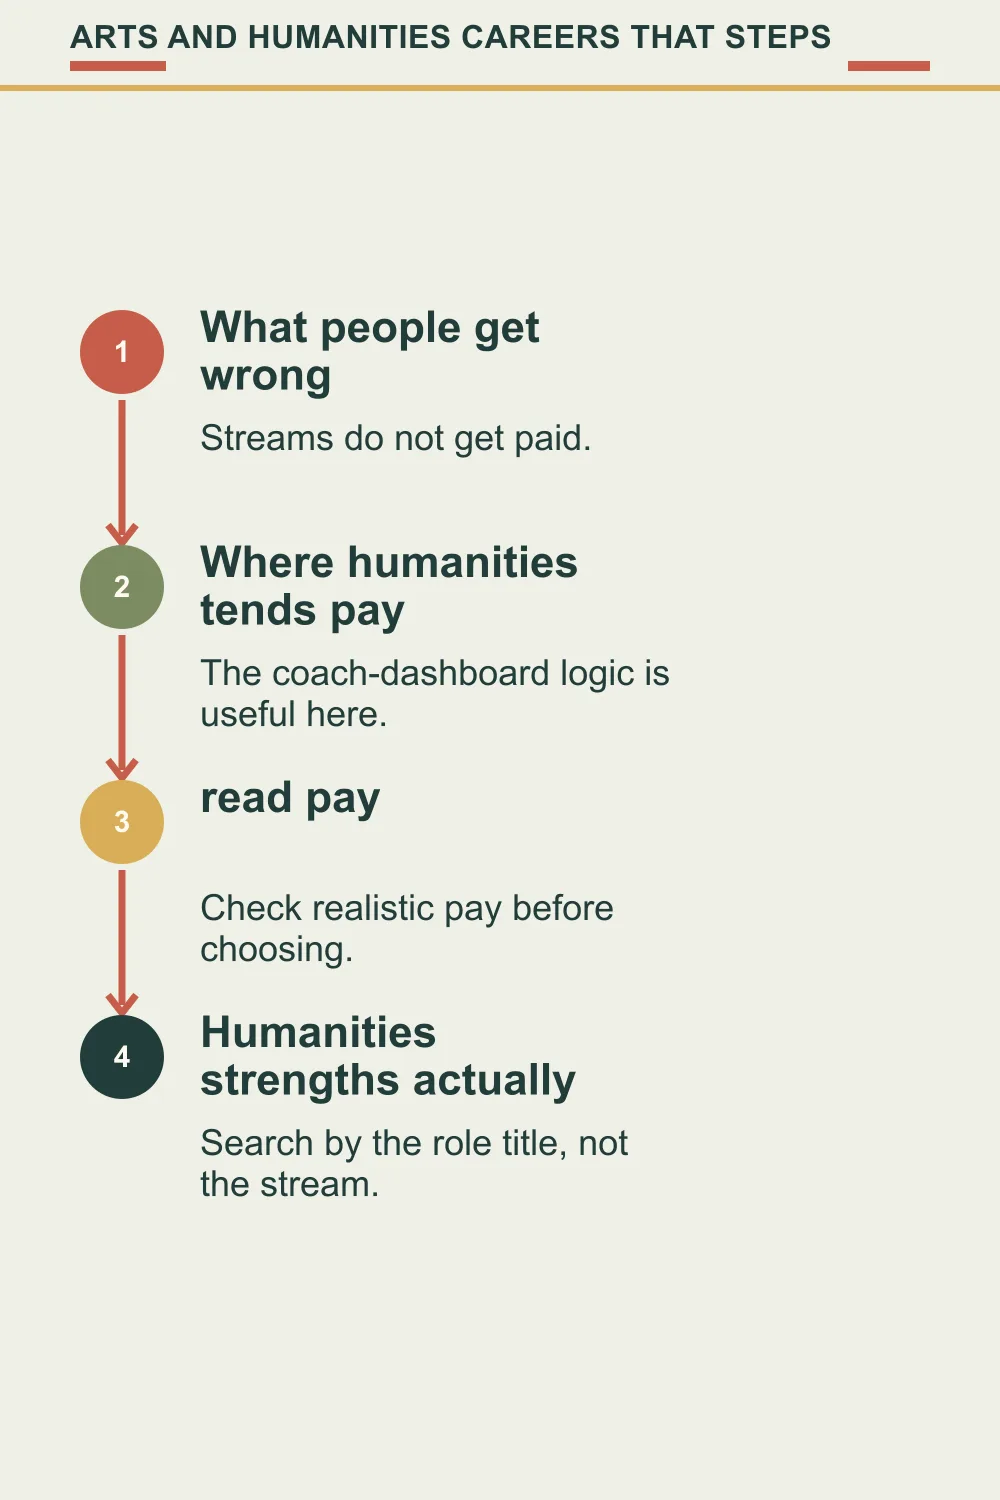 ARTS AND HUMANITIES CAREERS THAT STEPS
1
What people get
wrong
Streams do not get paid.
2
Where humanities
tends pay
The coach-dashboard logic is
useful here.
3
read pay
Check realistic pay before
choosing.
4
Humanities
strengths actually
Search by the role title, not
the stream.